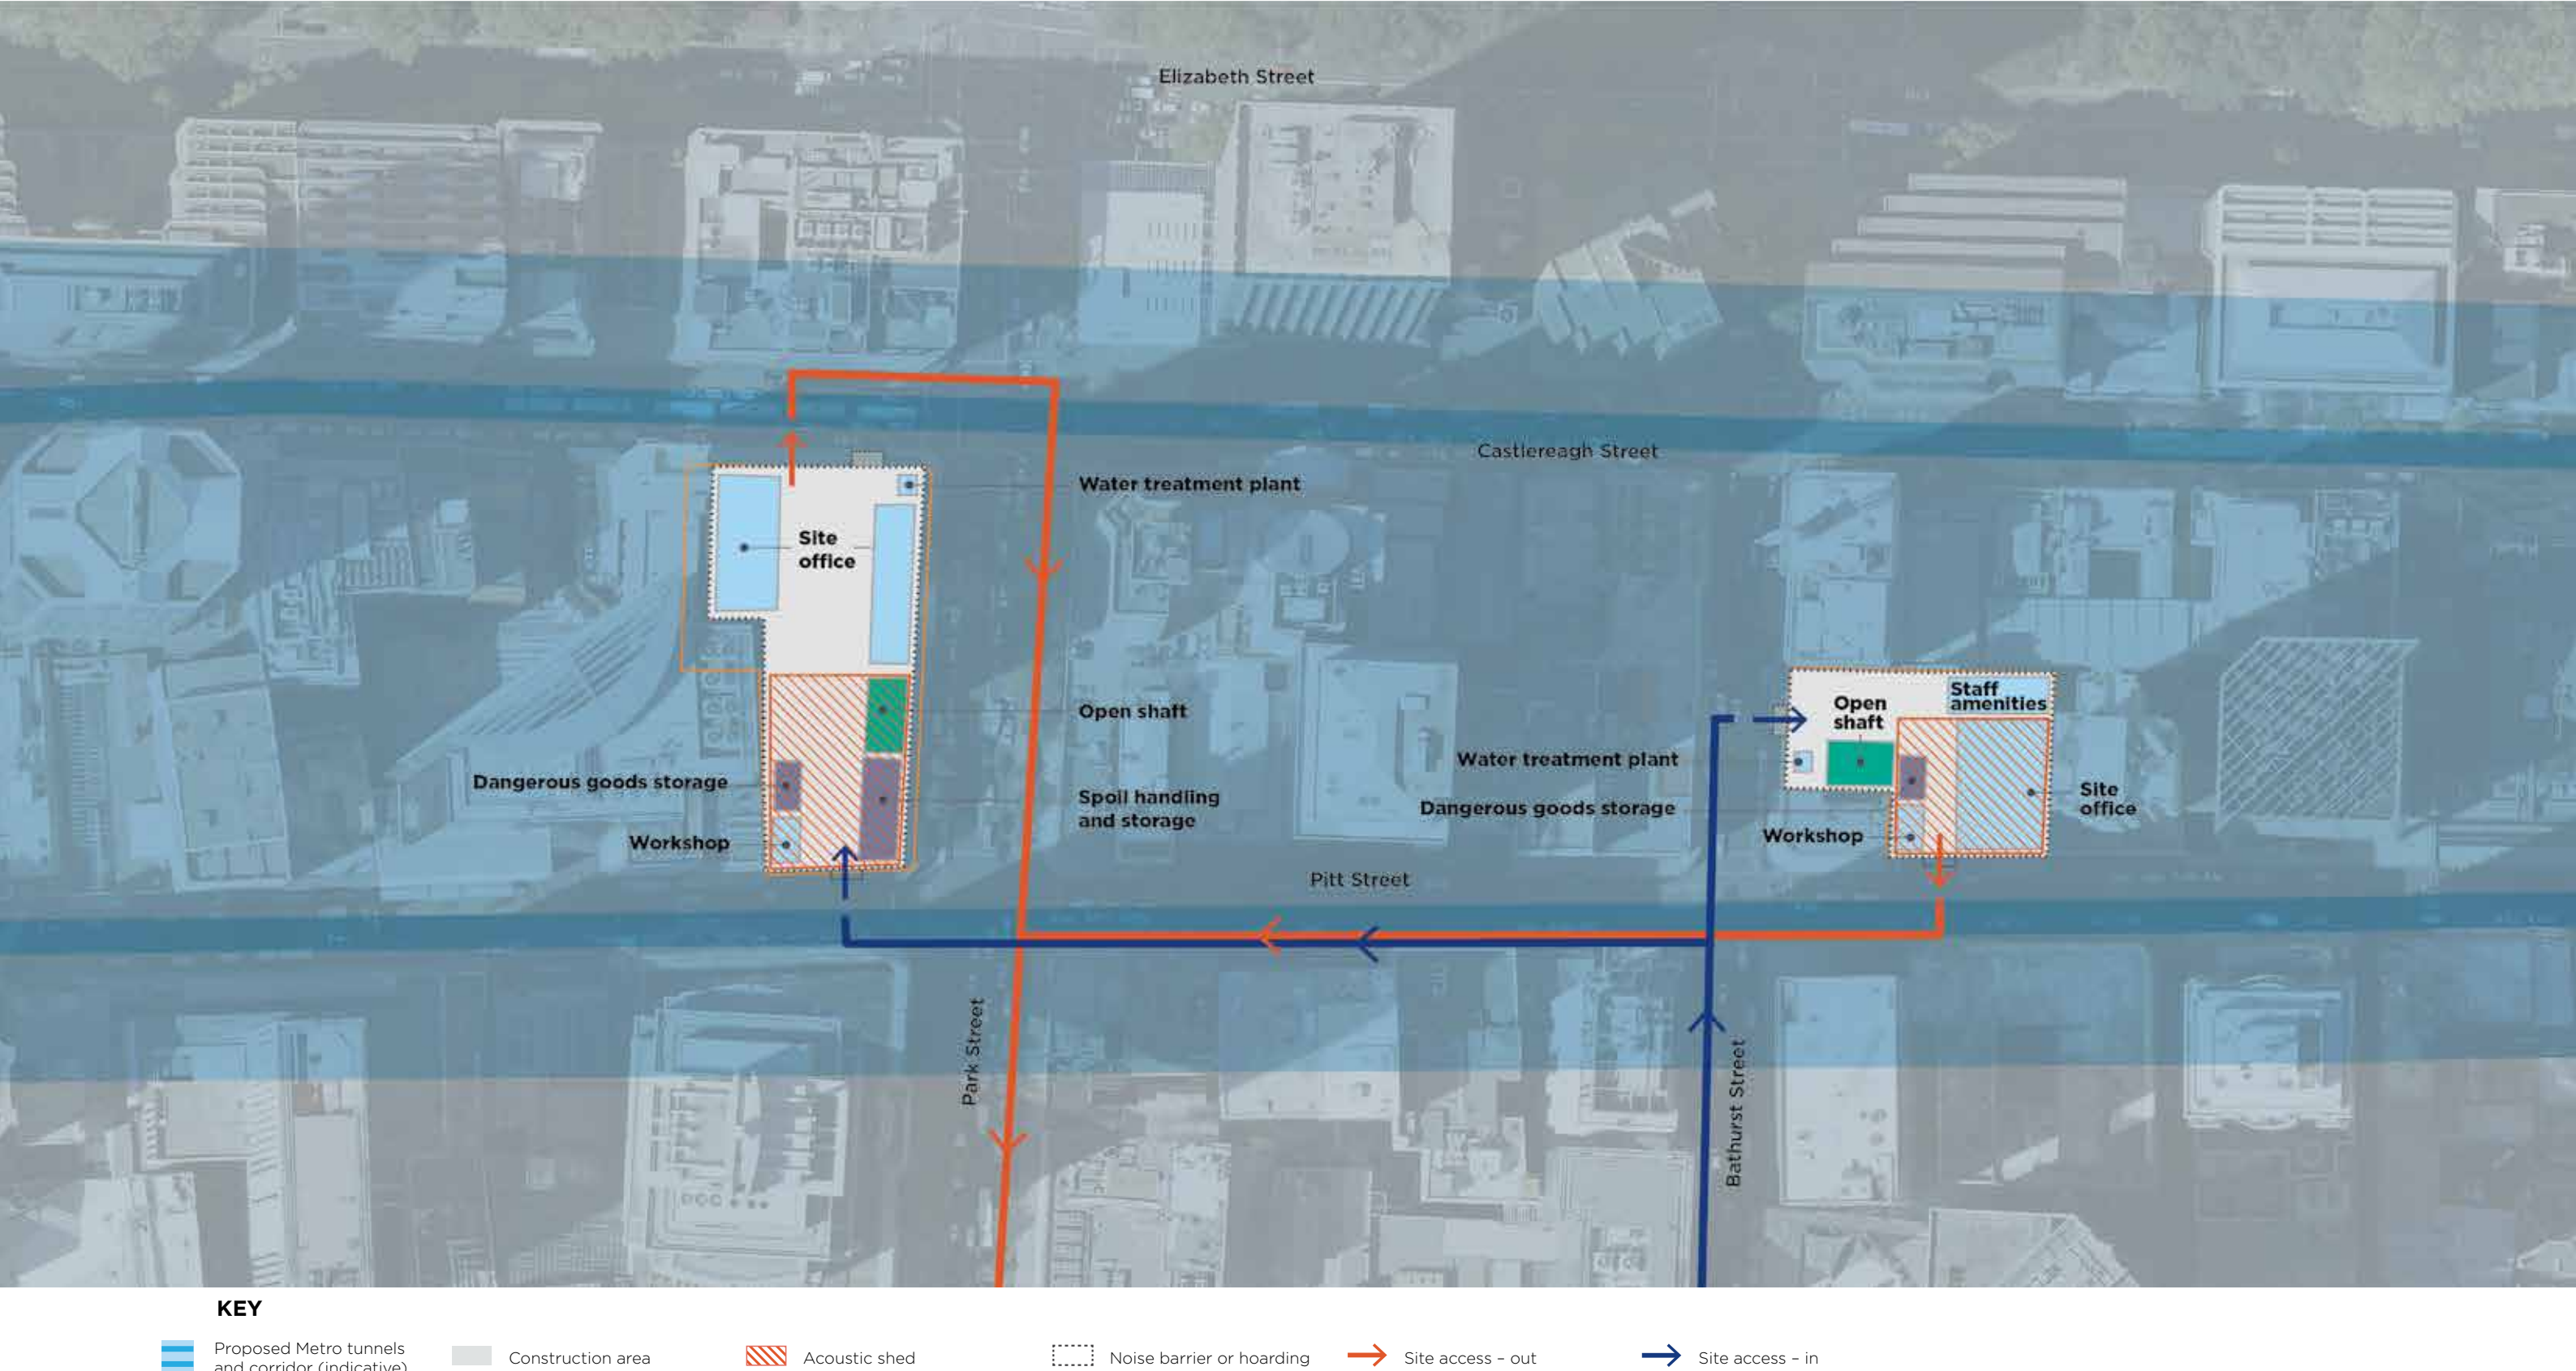 Elizabeth Street
Castlereagh Street
Water treatment plant
Site
office
Open shaft
Dangerous goods storage
Spoil handling
and storage
Workshop
Pitt Street
Park Street
Open
shaft
Staff
amenities
Water treatment plant
Dangerous goods storage
Workshop
Site
office
Bathurst Street
KEY
Proposed Metro tunnels
and corridor (indicative)
Construction area
Acoustic shed
Noise barrier or hoarding
Site access – out
Site access – in